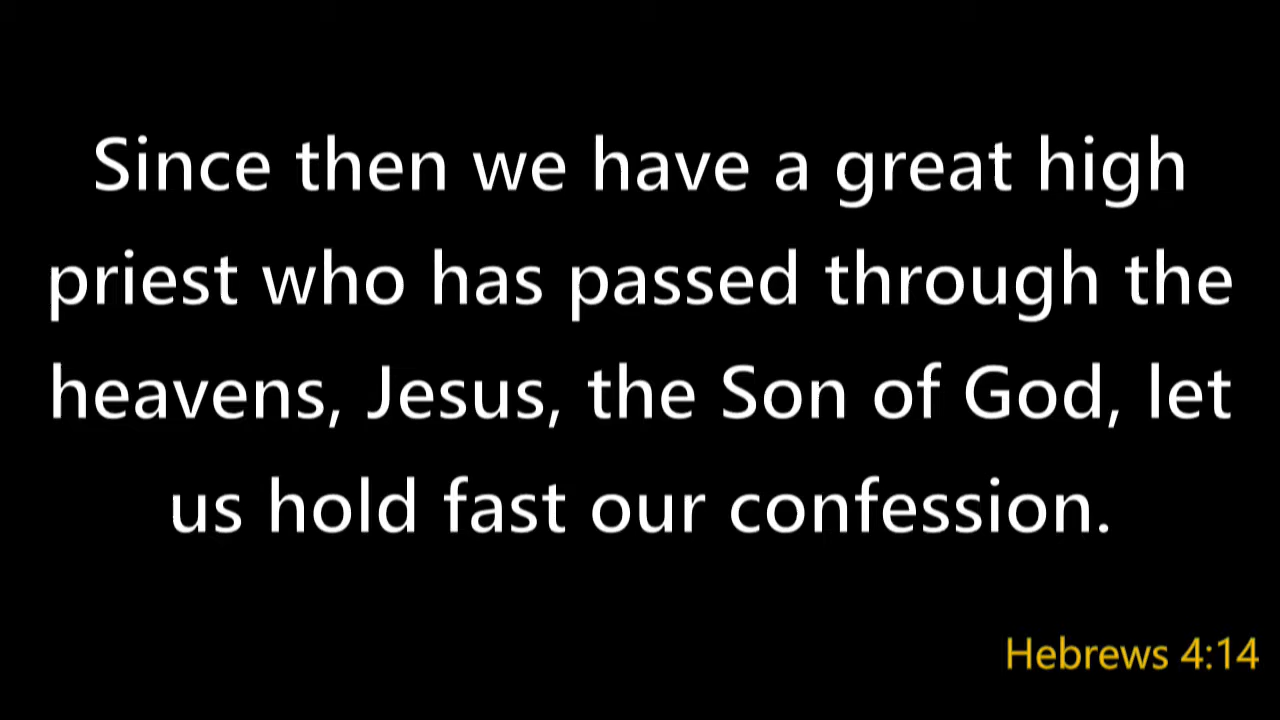 Since then we have a great high
priest who has passed through the
heavens, Jesus, the Son of God, let
us hold fast our confession.
Hebrews 4:14